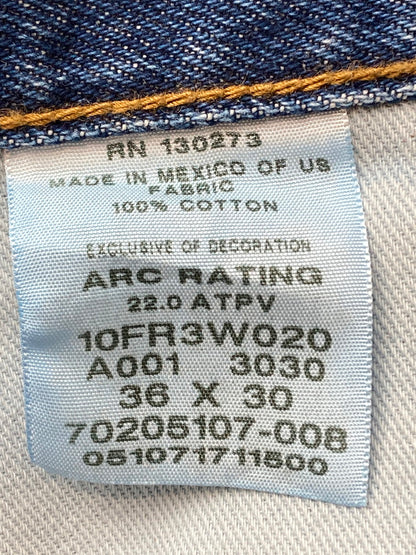 RN 130273
MADE IN MEXICO OF US
FABRIC
100% COTTON
EXCLUSIVE OF DECORATION
ARC RATING
22.0 ATPV
10FR3W020
A001 3030
36 X 30
70205107-008
051071711500